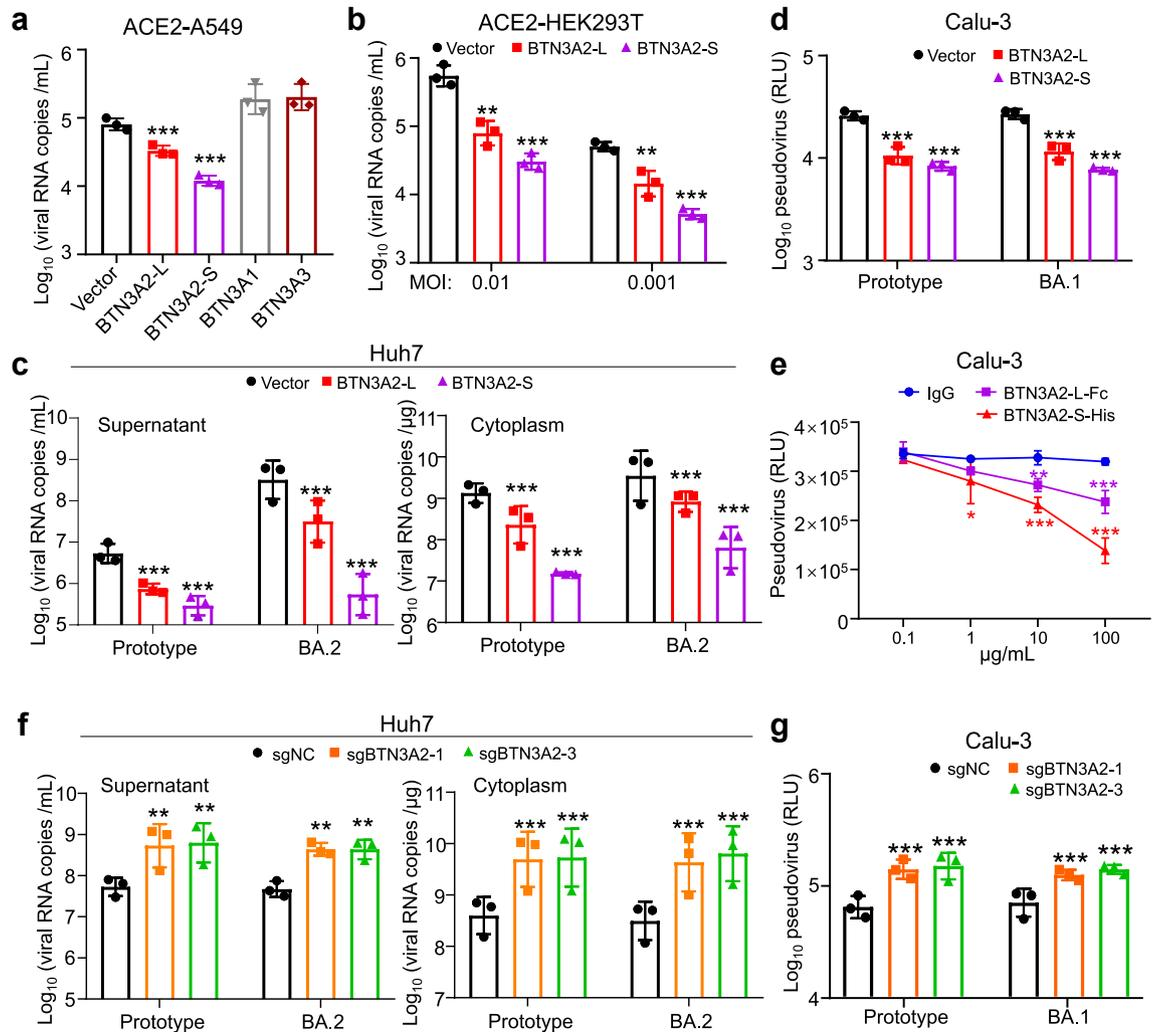 a
ACE2-A549
Log10 (viral RNA copies /mL)
6
5
4
3
***
***
Vector
BTN3A2-L
BTN3A2-S
BTN3A1
BTN3A3
b
ACE2-HEK293T
Vector BTN3A2-L BTN3A2-S
Log10 (viral RNA copies /mL)
6
5
4
3
**
***
**
***
MOI: 0.01 0.001
d
Calu-3
Vector BTN3A2-L
BTN3A2-S
Log10 pseudovirus (RLU)
5
4
3
***
***
***
***
Prototype BA.1
c
Huh7
Vector BTN3A2-L BTN3A2-S
Supernatant
Log10 (viral RNA copies /mL)
10
9
8
7
6
5
***
***
***
***
Prototype BA.2
Cytoplasm
Log10 (viral RNA copies /µg)
11
10
9
8
7
6
***
***
***
***
Prototype BA.2
e
Calu-3
IgG BTN3A2-L-Fc
BTN3A2-S-His
Pseudovirus (RLU)
4×10⁵
3×10⁵
2×10⁵
1×10⁵
0
**
***
*
***
***
0.1 1 10 100
µg/mL
f
Huh7
sgNC sgBTN3A2-1 sgBTN3A2-3
Supernatant
Log10 (viral RNA copies /mL)
10
9
8
7
6
5
**
**
**
**
Prototype BA.2
Cytoplasm
Log10 (viral RNA copies /µg)
11
10
9
8
7
***
***
***
***
Prototype BA.2
g
Calu-3
sgNC sgBTN3A2-1
sgBTN3A2-3
Log10 pseudovirus (RLU)
6
5
4
***
***
***
***
Prototype BA.1